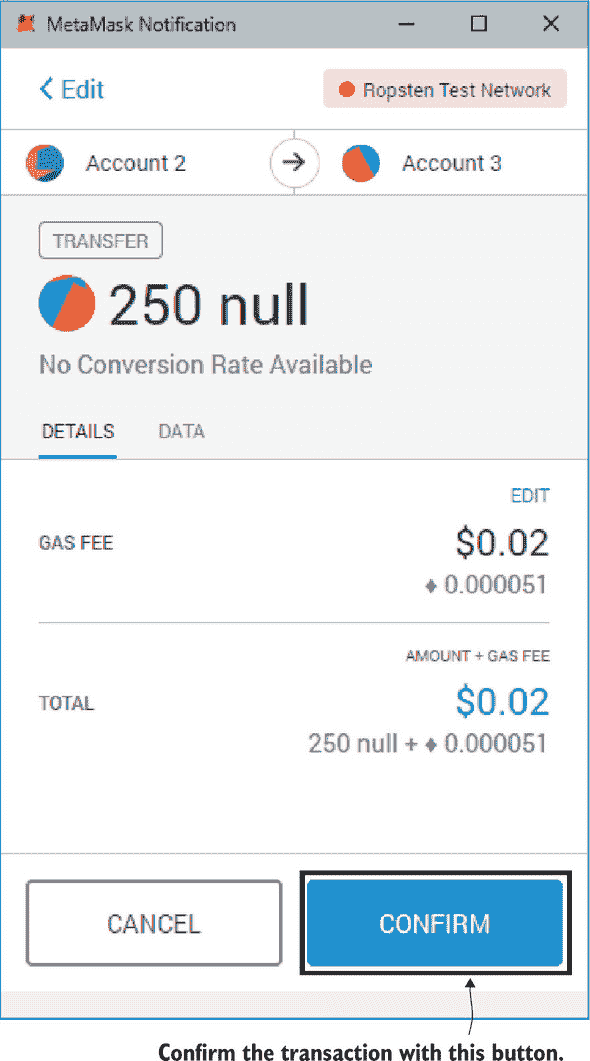 MetaMask Notification
Edit
Ropsten Test Network
Account 2
Account 3
TRANSFER
250 null
No Conversion Rate Available
DETAILS DATA
EDIT
GAS FEE $0.02
♦ 0.000051
AMOUNT + GAS FEE
TOTAL $0.02
250 null + ♦ 0.000051
CANCEL CONFIRM
Confirm the transaction with this button.